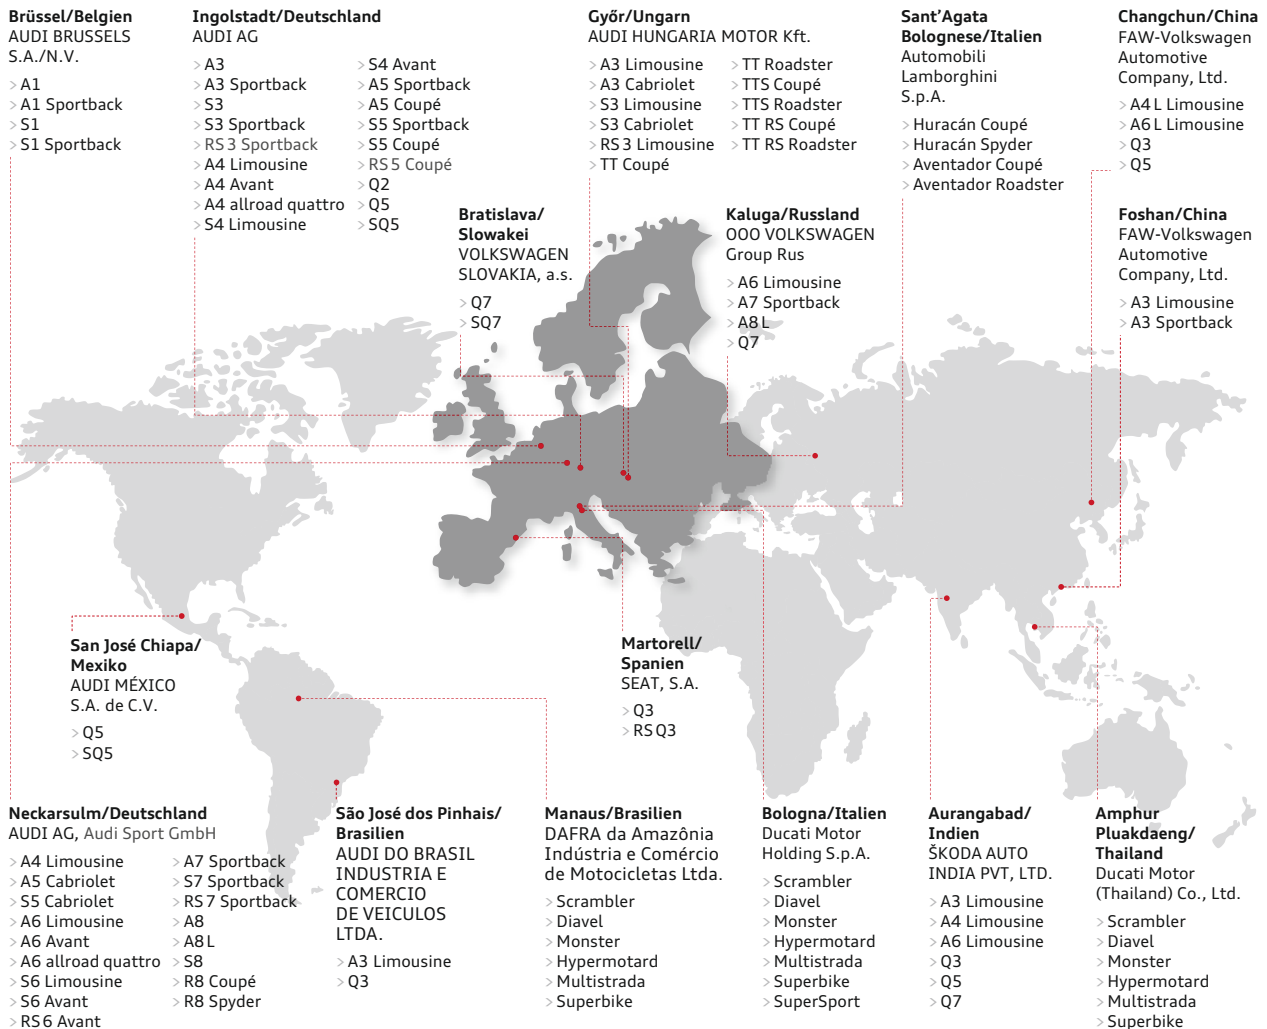 Brüssel/Belgien
AUDI BRUSSELS
S.A./N.V.
> A1
> A1 Sportback
> S1
> S1 Sportback
Ingolstadt/Deutschland
AUDI AG
> A3
> A3 Sportback
> S3
> S3 Sportback
> RS 3 Sportback
> A4 Limousine
> A4 Avant
> A4 allroad quattro
> S4 Limousine
> S4 Avant
> A5 Sportback
> A5 Coupé
> S5 Sportback
> S5 Coupé
> RS 5 Coupé
> Q2
> Q5
> SQ5
Győr/Ungarn
AUDI HUNGARIA MOTOR Kft.
> A3 Limousine
> A3 Cabriolet
> S3 Limousine
> S3 Cabriolet
> RS 3 Limousine
> TT Coupé
> TT Roadster
> TTS Coupé
> TTS Roadster
> TT RS Coupé
> TT RS Roadster
Sant'Agata
Bolognese/Italien
Automobili
Lamborghini
S.p.A.
> Huracán Coupé
> Huracán Spyder
> Aventador Coupé
> Aventador Roadster
Changchun/China
FAW-Volkswagen
Automotive
Company, Ltd.
> A4 L Limousine
> A6 L Limousine
> Q3
> Q5
Bratislava/
Slowakei
VOLKSWAGEN
SLOVAKIA, a.s.
> Q7
> SQ7
Kaluga/Russland
OOO VOLKSWAGEN
Group Rus
> A6 Limousine
> A7 Sportback
> A8 L
> Q7
Foshan/China
FAW-Volkswagen
Automotive
Company, Ltd.
> A3 Limousine
> A3 Sportback
San José Chiapa/
Mexiko
AUDI MÉXICO
S.A. de C.V.
> Q5
> SQ5
Martorell/
Spanien
SEAT, S.A.
> Q3
> RS Q3
Neckarsulm/Deutschland
AUDI AG, Audi Sport GmbH
> A4 Limousine
> A5 Cabriolet
> S5 Cabriolet
> A6 Limousine
> A6 Avant
> A6 allroad quattro
> S6 Limousine
> S6 Avant
> RS 6 Avant
> A7 Sportback
> S7 Sportback
> RS 7 Sportback
> A8
> A8 L
> S8
> R8 Coupé
> R8 Spyder
São José dos Pinhais/
Brasilien
AUDI DO BRASIL
INDUSTRIA E
COMERCIO
DE VEICULOS
LTDA.
> A3 Limousine
> Q3
Manaus/Brasilien
DAFRA da Amazônia
Indústria e Comércio
de Motocicletas Ltda.
> Scrambler
> Diavel
> Monster
> Hypermotard
> Multistrada
> Superbike
Bologna/Italien
Ducati Motor
Holding S.p.A.
> Scrambler
> Diavel
> Monster
> Hypermotard
> Multistrada
> Superbike
> SuperSport
Aurangabad/
Indien
ŠKODA AUTO
INDIA PVT, LTD.
> A3 Limousine
> A4 Limousine
> A6 Limousine
> Q3
> Q5
> Q7
Amphur
Pluakdaeng/
Thailand
Ducati Motor
(Thailand) Co., Ltd.
> Scrambler
> Diavel
> Monster
> Hypermotard
> Multistrada
> Superbike